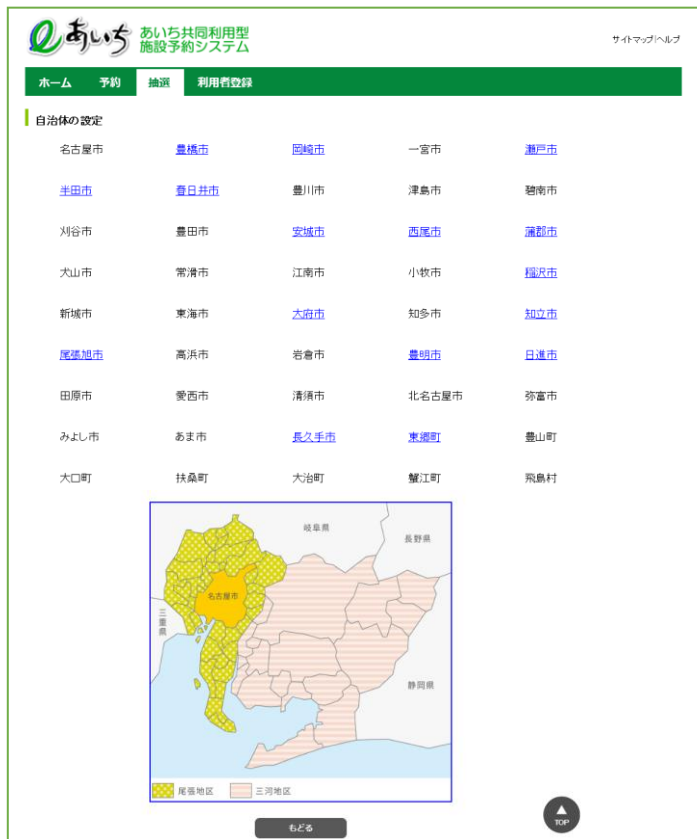 あいち あいち共同利用型
施設予約システム
サイトマップ|ヘルプ
ホーム 予約 抽選 利用者登録
自治体の設定
名古屋市 豊橋市 岡崎市 一宮市 瀬戸市
半田市 春日井市 豊川市 津島市 碧南市
刈谷市 豊田市 安城市 西尾市 蒲郡市
犬山市 常滑市 江南市 小牧市 稲沢市
新城市 東海市 大府市 知多市 知立市
尾張旭市 高浜市 岩倉市 豊明市 日進市
田原市 愛西市 清須市 北名古屋市 弥富市
みよし市 あま市 長久手市 東郷町 豊山町
大口町 扶桑町 大治町 蟹江町 飛島村
岐阜県
長野県
名古屋市
三重県
静岡県
尾張地区 三河地区
もどる
TOP